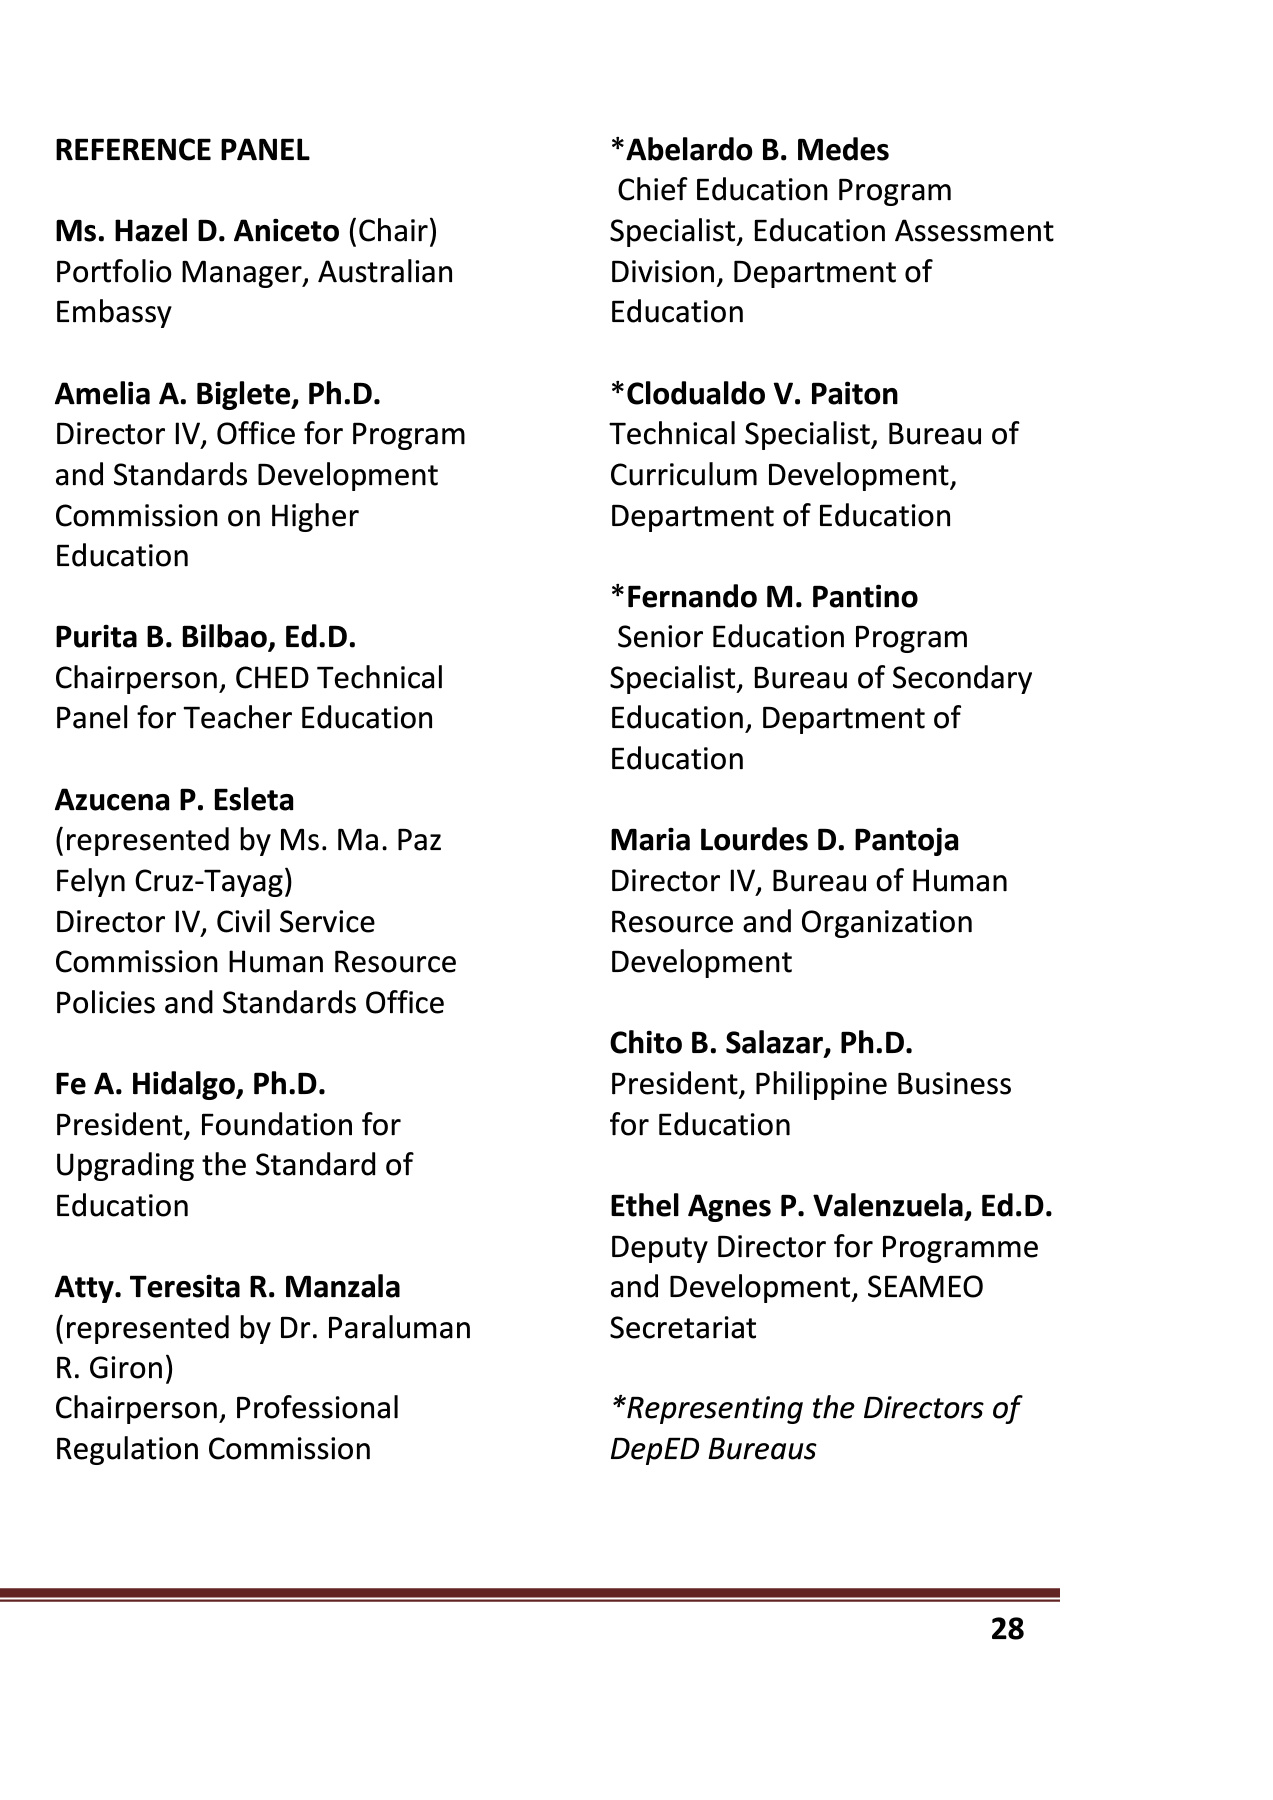 REFERENCE PANEL
Ms. Hazel D. Aniceto (Chair)
Portfolio Manager, Australian
Embassy
Amelia A. Biglete, Ph.D.
Director IV, Office for Program
and Standards Development
Commission on Higher
Education
Purita B. Bilbao, Ed.D.
Chairperson, CHED Technical
Panel for Teacher Education
Azucena P. Esleta
(represented by Ms. Ma. Paz
Felyn Cruz-Tayag)
Director IV, Civil Service
Commission Human Resource
Policies and Standards Office
Fe A. Hidalgo, Ph.D.
President, Foundation for
Upgrading the Standard of
Education
Atty. Teresita R. Manzala
(represented by Dr. Paraluman
R. Giron)
Chairperson, Professional
Regulation Commission
*Abelardo B. Medes
Chief Education Program
Specialist, Education Assessment
Division, Department of
Education
*Clodualdo V. Paiton
Technical Specialist, Bureau of
Curriculum Development,
Department of Education
*Fernando M. Pantino
Senior Education Program
Specialist, Bureau of Secondary
Education, Department of
Education
Maria Lourdes D. Pantoja
Director IV, Bureau of Human
Resource and Organization
Development
Chito B. Salazar, Ph.D.
President, Philippine Business
for Education
Ethel Agnes P. Valenzuela, Ed.D.
Deputy Director for Programme
and Development, SEAMEO
Secretariat
*Representing the Directors of
DepED Bureaus
28